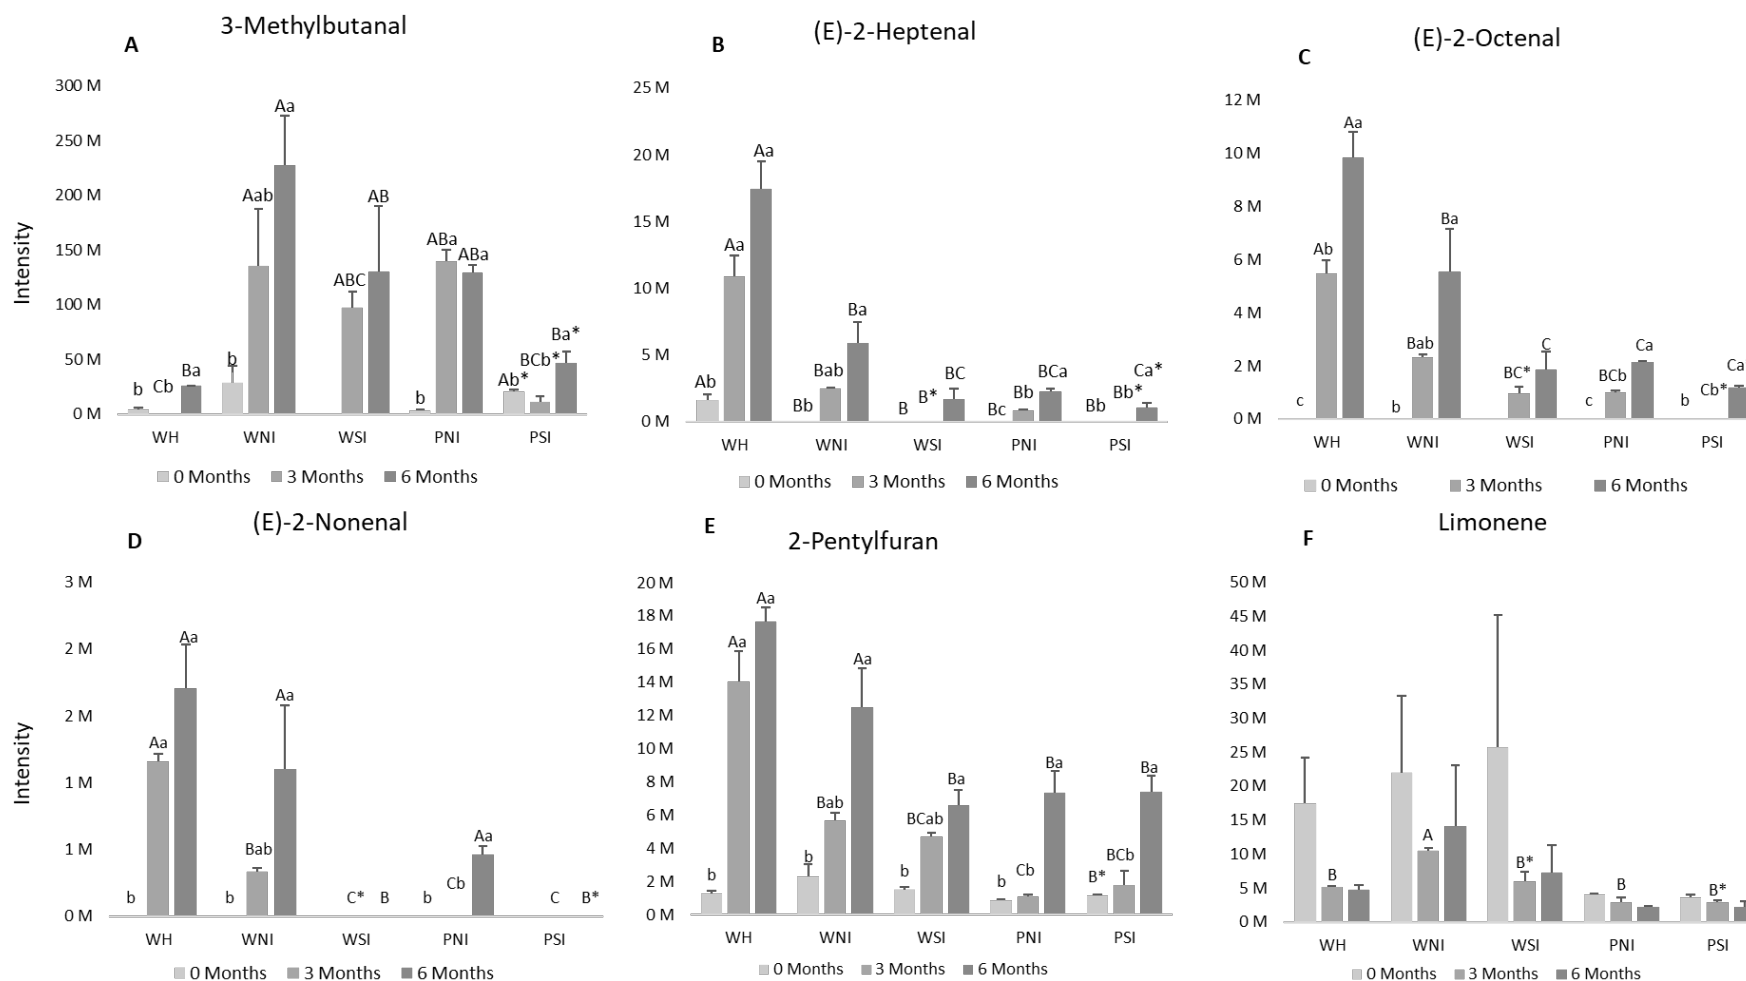 A
3-Methylbutanal
300 M
250 M
200 M
150 M
100 M
50 M
0 M
Intensity
b
Cb
Ba
b
Aab
Aa
ABC
AB
b
ABa
ABa
Ab*
BCb*
Ba*
WH
WNI
WSI
PNI
PSI
0 Months
3 Months
6 Months
B
(E)-2-Heptenal
25 M
20 M
15 M
10 M
5 M
0 M
Ab
Aa
Aa
Bb
Bab
Ba
B
B*
BC
Bc
Bb
BCa
Bb
Bb*
Ca*
WH
WNI
WSI
PNI
PSI
0 Months
3 Months
6 Months
C
(E)-2-Octenal
12 M
10 M
8 M
6 M
4 M
2 M
0 M
c
Ab
Aa
b
Bab
Ba
BC*
C
c
BCb
Ca
b
Cb*
Ca
WH
WNI
WSI
PNI
PSI
0 Months
3 Months
6 Months
D
(E)-2-Nonenal
3 M
2 M
2 M
1 M
1 M
0 M
Intensity
b
Aa
Aa
b
Bab
Aa
C*
B
b
Cb
Aa
C
B*
WH
WNI
WSI
PNI
PSI
0 Months
3 Months
6 Months
E
2-Pentylfuran
20 M
18 M
16 M
14 M
12 M
10 M
8 M
6 M
4 M
2 M
0 M
b
Aa
Aa
b
Bab
Aa
b
BCab
Ba
b
Cb
Ba
B*
BCb
Ba
WH
WNI
WSI
PNI
PSI
0 Months
3 Months
6 Months
F
Limonene
50 M
45 M
40 M
35 M
30 M
25 M
20 M
15 M
10 M
5 M
0 M
B
A
B*
B
B*
WH
WNI
WSI
PNI
PSI
0 Months
3 Months
6 Months